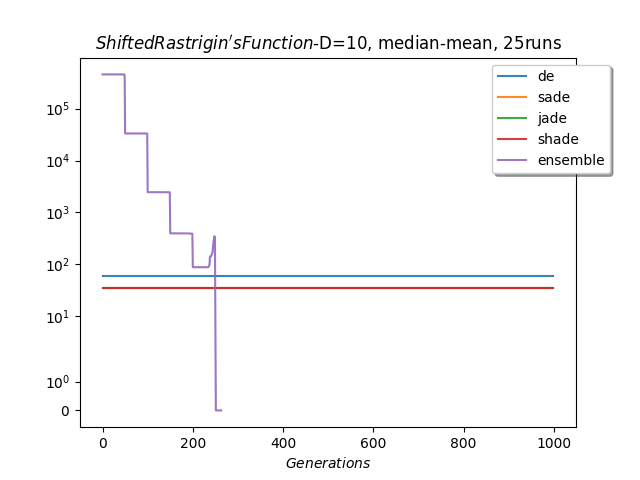 ShiftedRastrigin'sFunction-D=10, median-mean, 25runs
de
sade
jade
shade
ensemble
10^5
10^4
10^3
10^2
10^1
10^0
0
0 200 400 600 800 1000
Generations